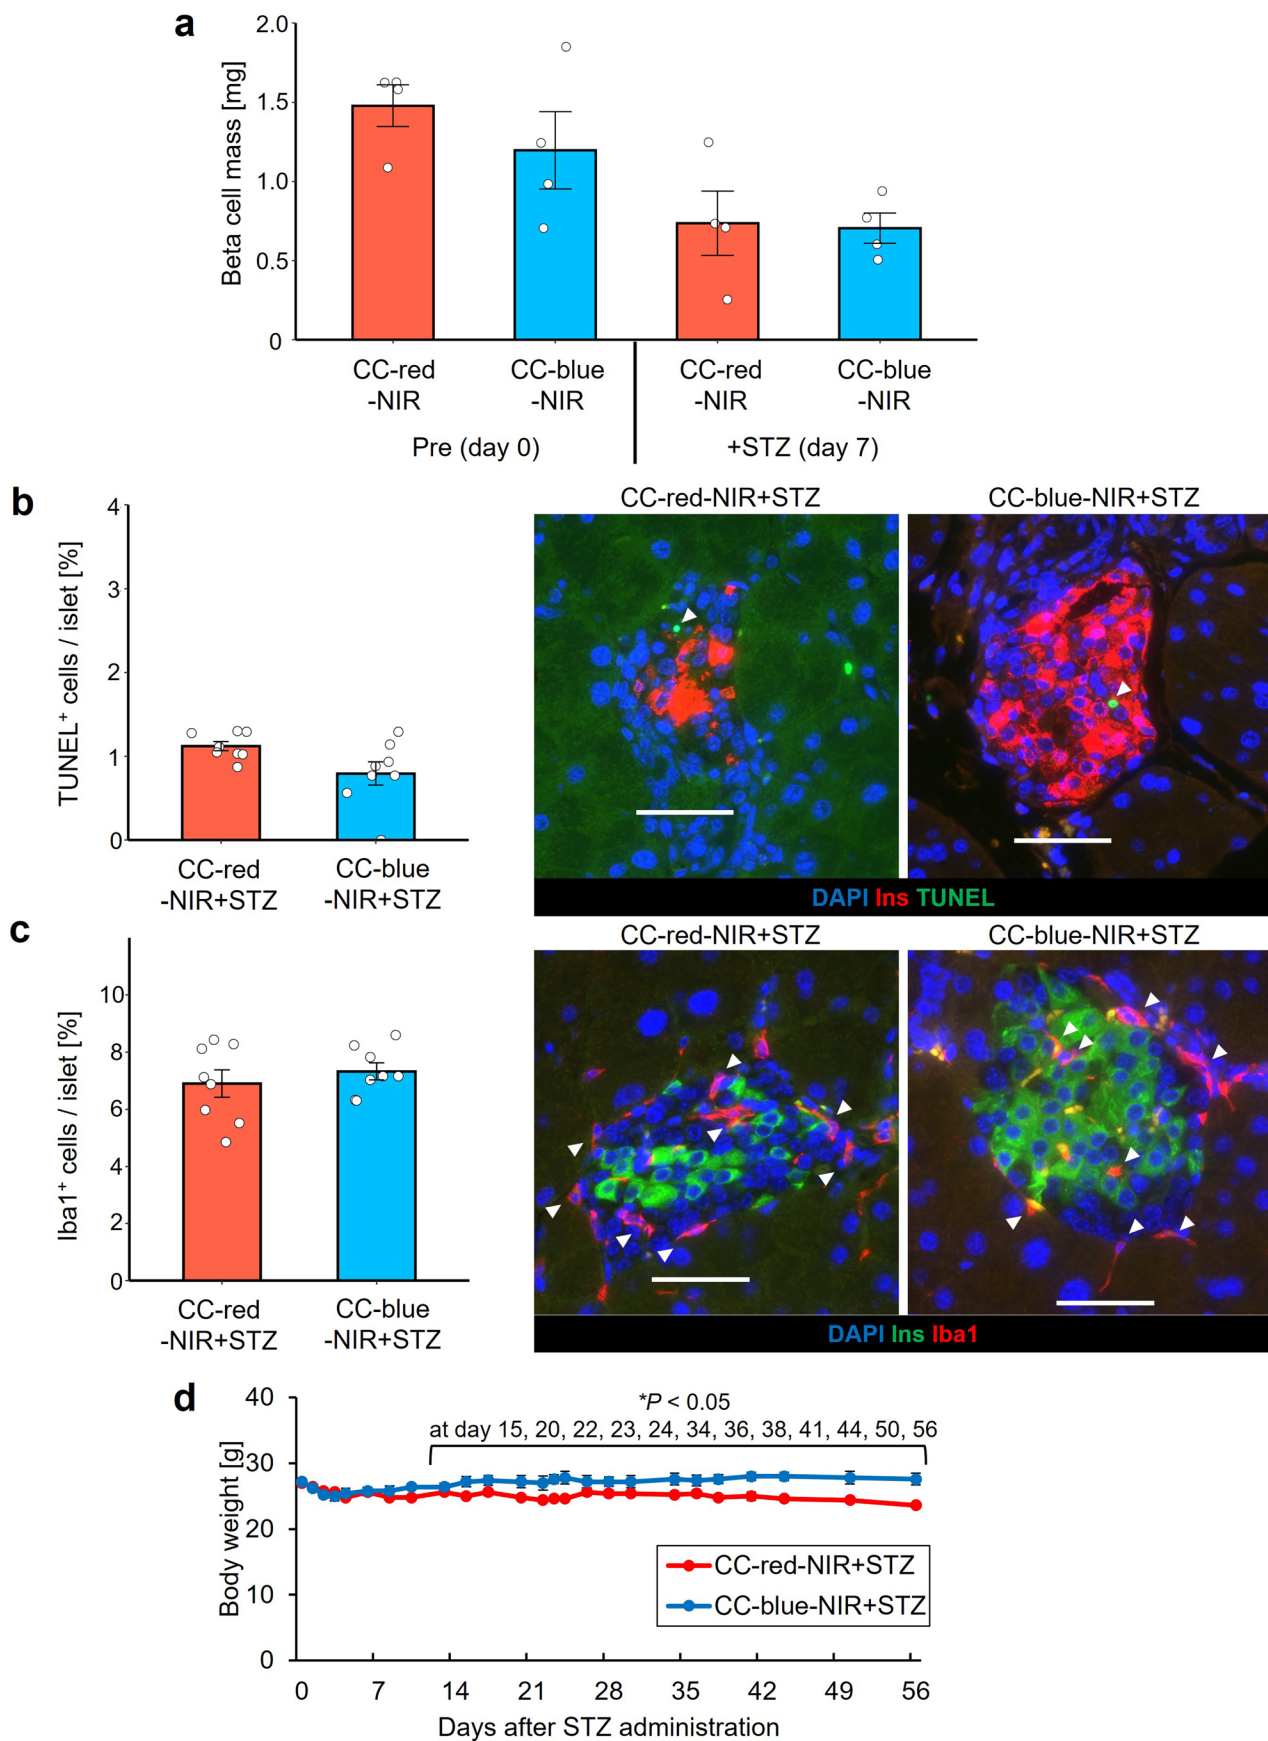 a
Beta cell mass [mg]
2.0
1.5
1.0
0.5
0
CC-red
-NIR
CC-blue
-NIR
CC-red
-NIR
CC-blue
-NIR
Pre (day 0)
+STZ (day 7)
b
TUNEL⁺ cells / islet [%]
4
3
2
1
0
CC-red
-NIR+STZ
CC-blue
-NIR+STZ
CC-red-NIR+STZ
CC-blue-NIR+STZ
DAPI Ins TUNEL
c
Iba1⁺ cells / islet [%]
10
8
6
4
2
0
CC-red
-NIR+STZ
CC-blue
-NIR+STZ
CC-red-NIR+STZ
CC-blue-NIR+STZ
DAPI Ins Iba1
d
Body weight [g]
40
30
20
10
0
*P < 0.05
at day 15, 20, 22, 23, 24, 34, 36, 38, 41, 44, 50, 56
CC-red-NIR+STZ
CC-blue-NIR+STZ
0 7 14 21 28 35 42 49 56
Days after STZ administration